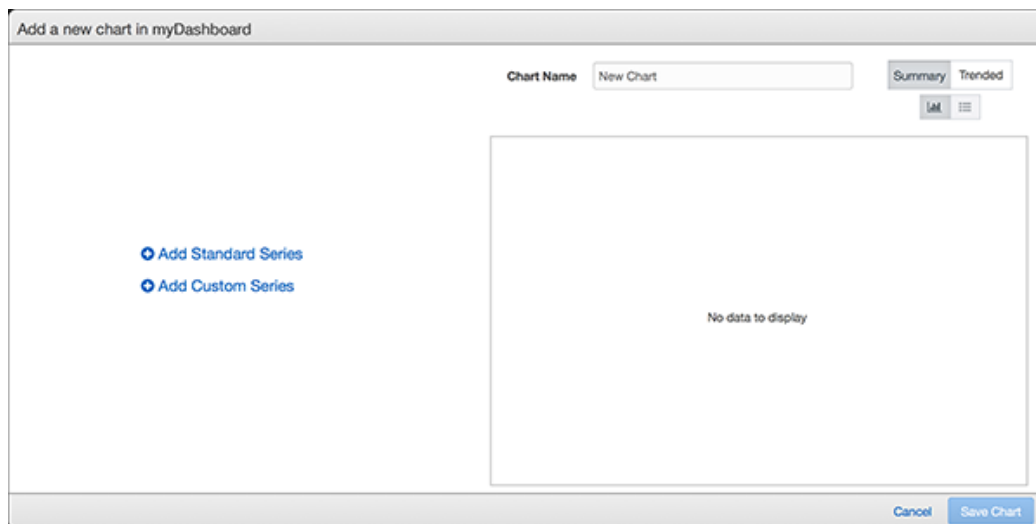 Add a new chart in myDashboard
Chart Name
New Chart
Summary
Trended
Add Standard Series
Add Custom Series
No data to display
Cancel
Save Chart